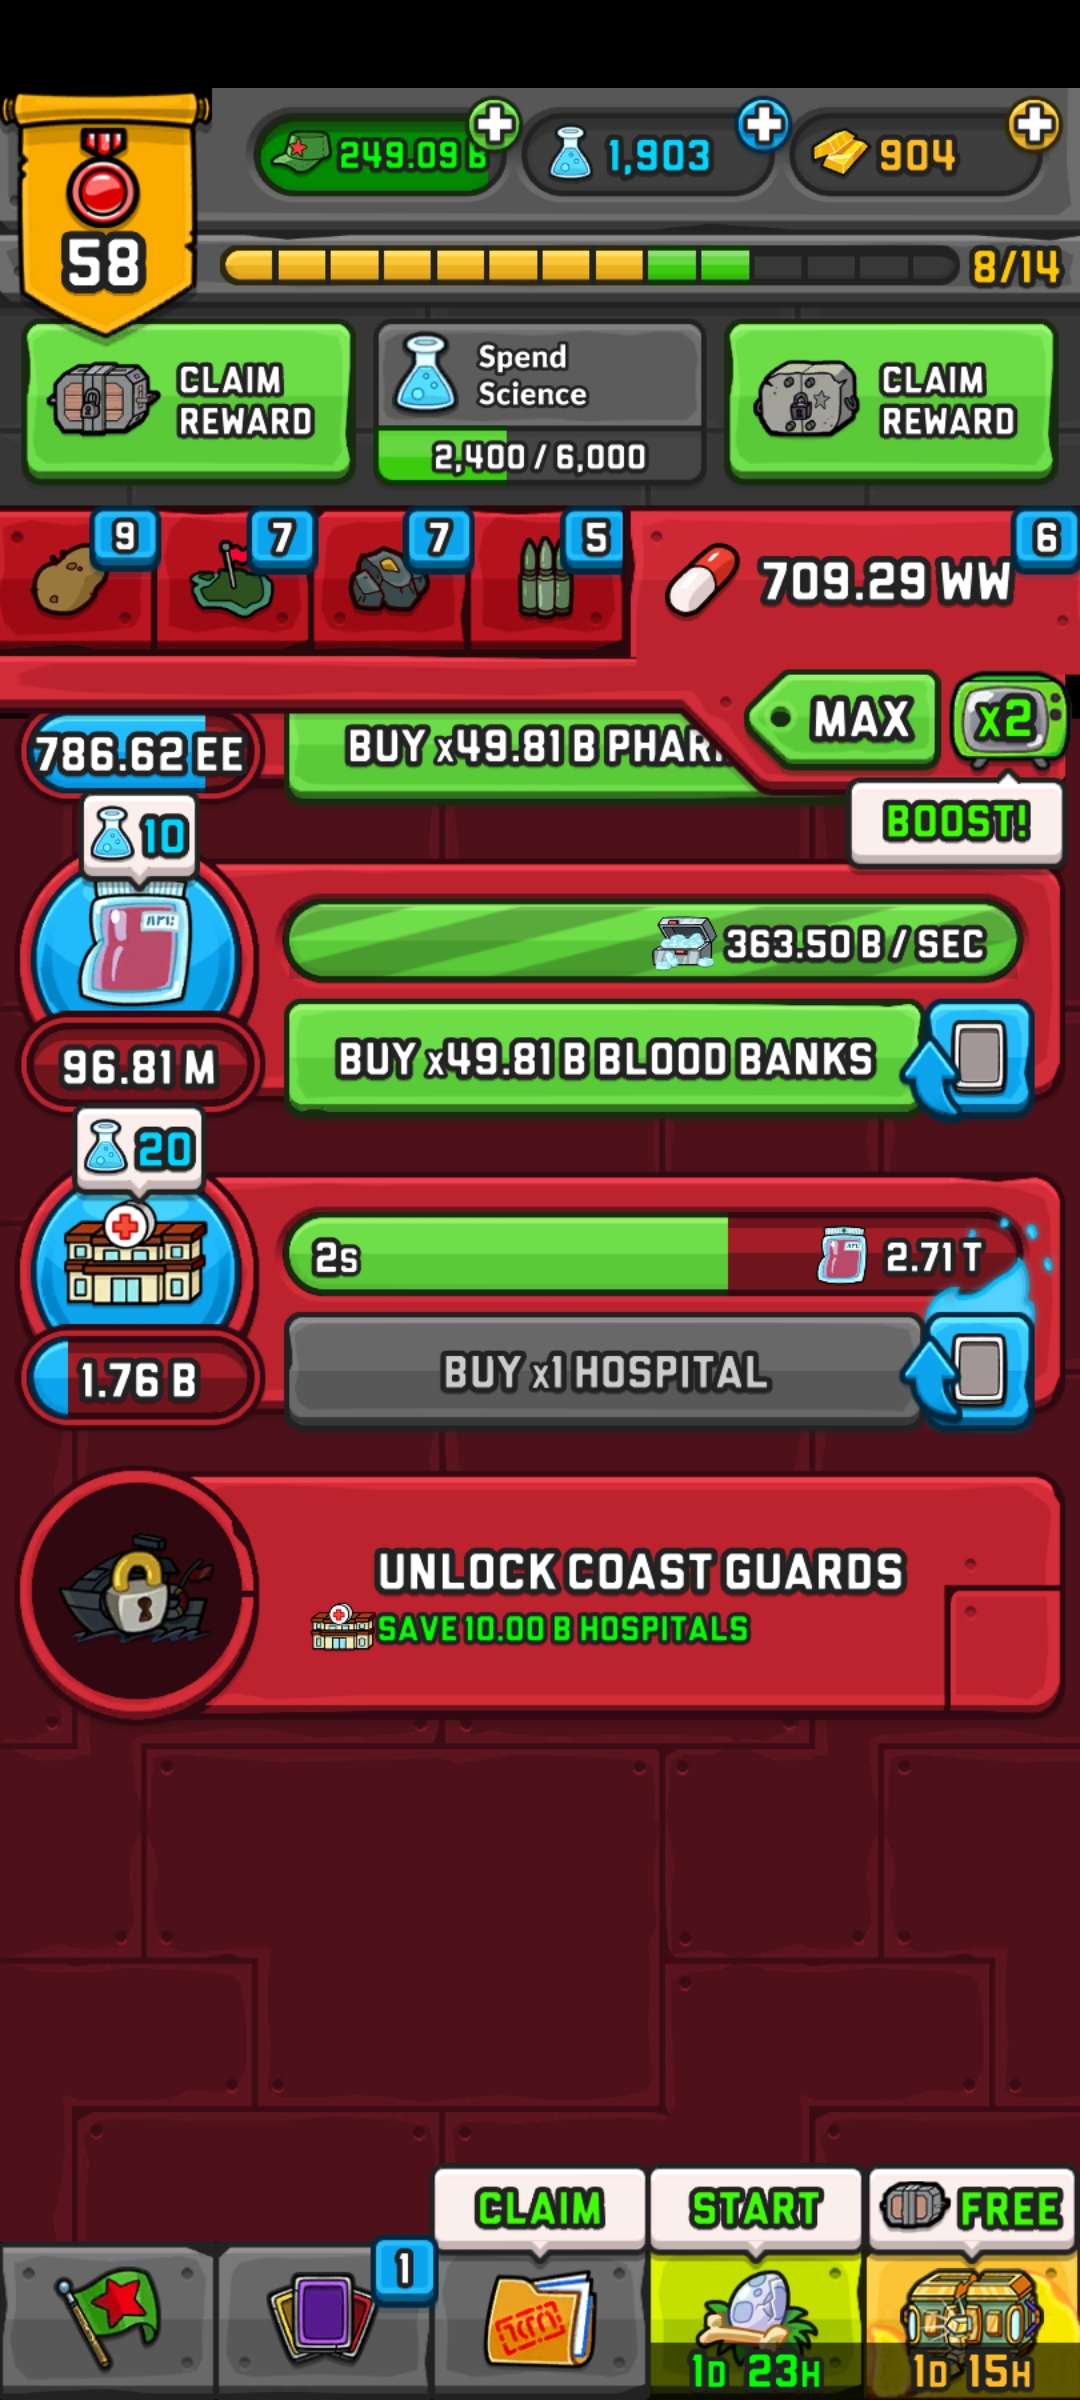 249.09 B
1,903
904
58
8/14
CLAIM
REWARD
Spend
Science
2,400 / 6,000
CLAIM
REWARD
9
7
7
5
6
709.29 WW
MAX
x2
786.62 EE
BUY x49.81 B
BOOST!
10
363.50 B / SEC
96.81 M
BUY x49.81 B BLOOD BANKS
20
2s
2.71 T
1.76 B
BUY x1 HOSPITAL
UNLOCK COAST GUARDS
SAVE 10.00 B HOSPITALS
CLAIM
START
FREE
1
1D 23H
1D 15H